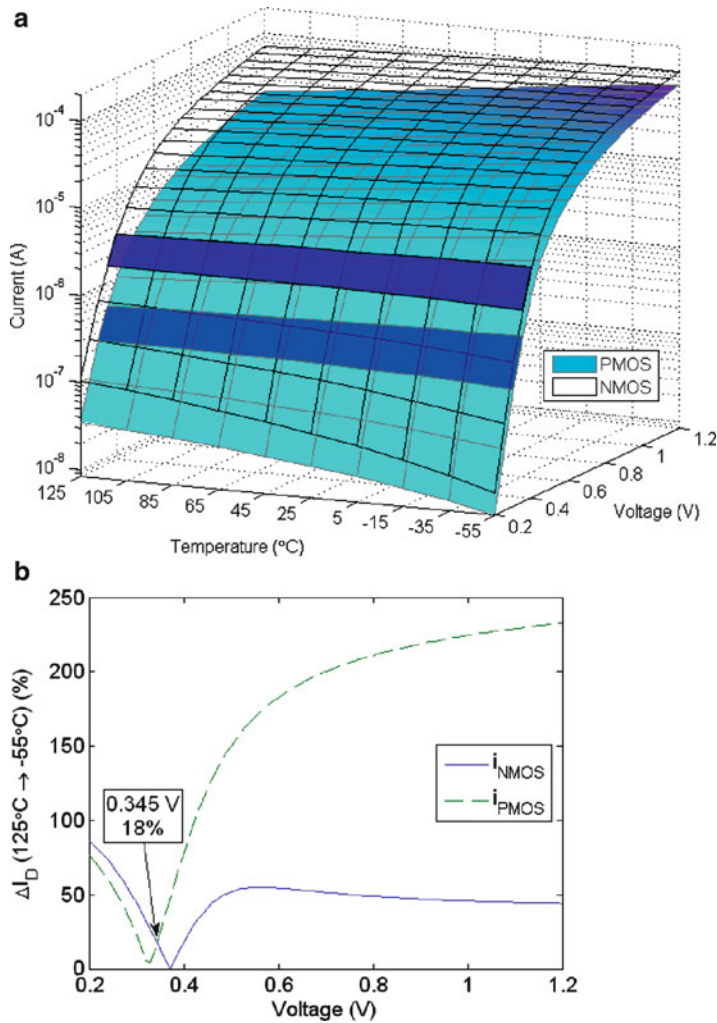 a
10⁻⁴
10⁻⁵
10⁻⁶
10⁻⁷
10⁻⁸
Current (A)
125
105
85
65
45
25
5
-15
-35
-55
Temperature (°C)
0.2
0.4
0.6
0.8
1
1.2
Voltage (V)
PMOS
NMOS
b
250
200
150
100
50
0
ΔI_D (125°C → -55°C) (%)
0.345 V
18%
i_NMOS
i_PMOS
0.2
0.4
0.6
0.8
1
1.2
Voltage (V)